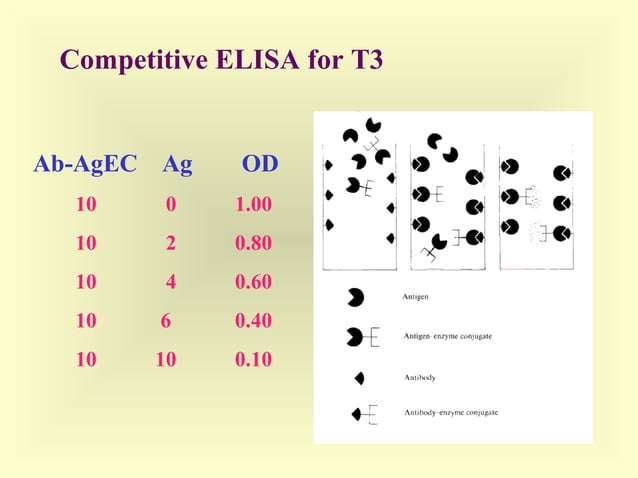 Competitive ELISA for T3
Ab-AgEC Ag OD
10 0 1.00
10 2 0.80
10 4 0.60
10 6 0.40
10 10 0.10
Antigen
Antigen-enzyme conjugate
Antibody
Antibody-enzyme conjugate